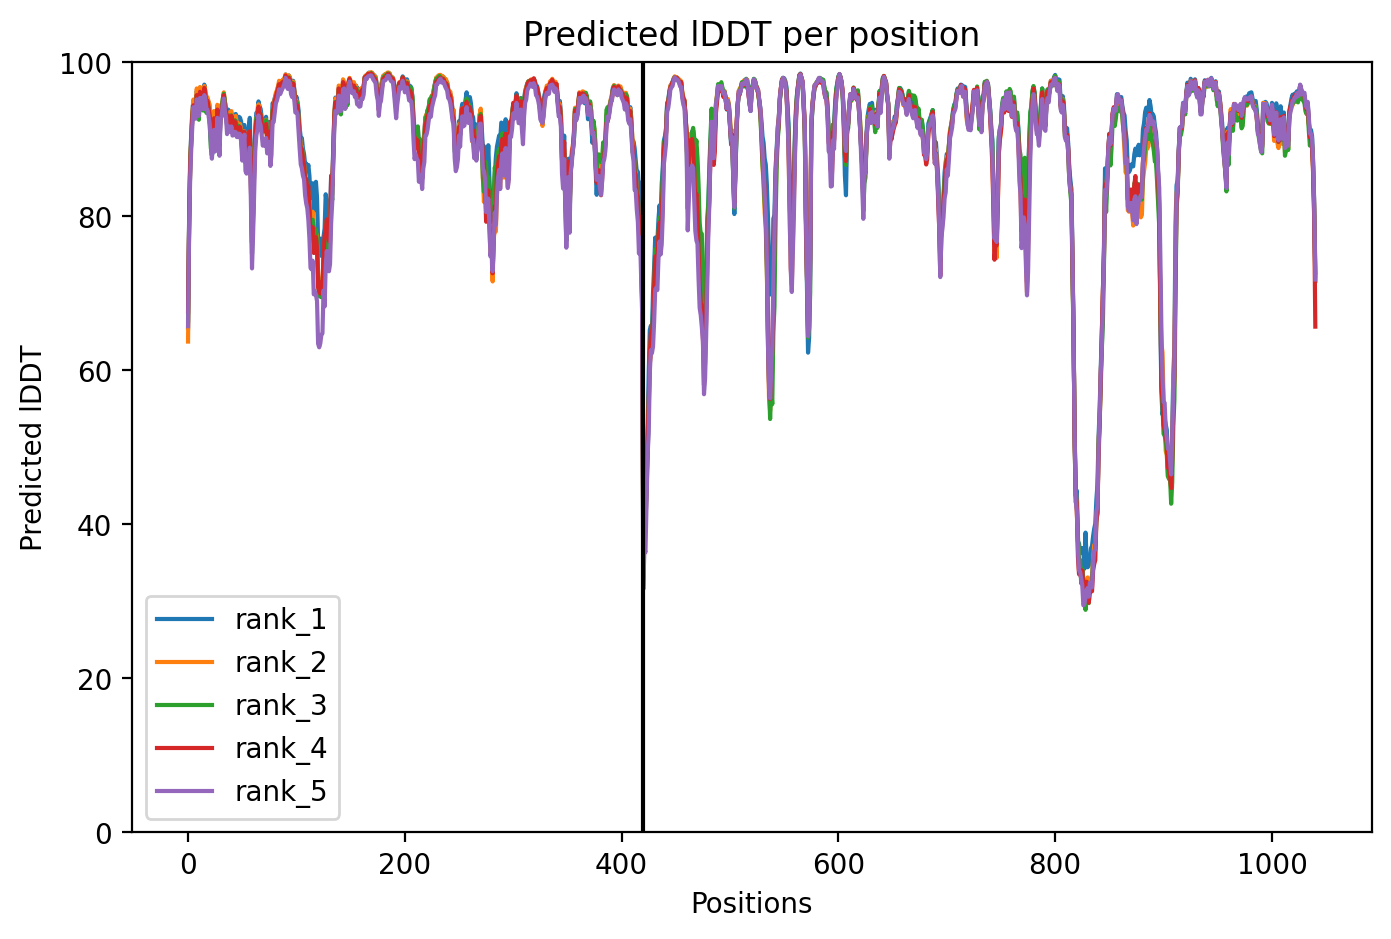 Predicted lDDT per position
100
80
60
40
20
0
Predicted lDDT
rank_1
rank_2
rank_3
rank_4
rank_5
0 200 400 600 800 1000
Positions